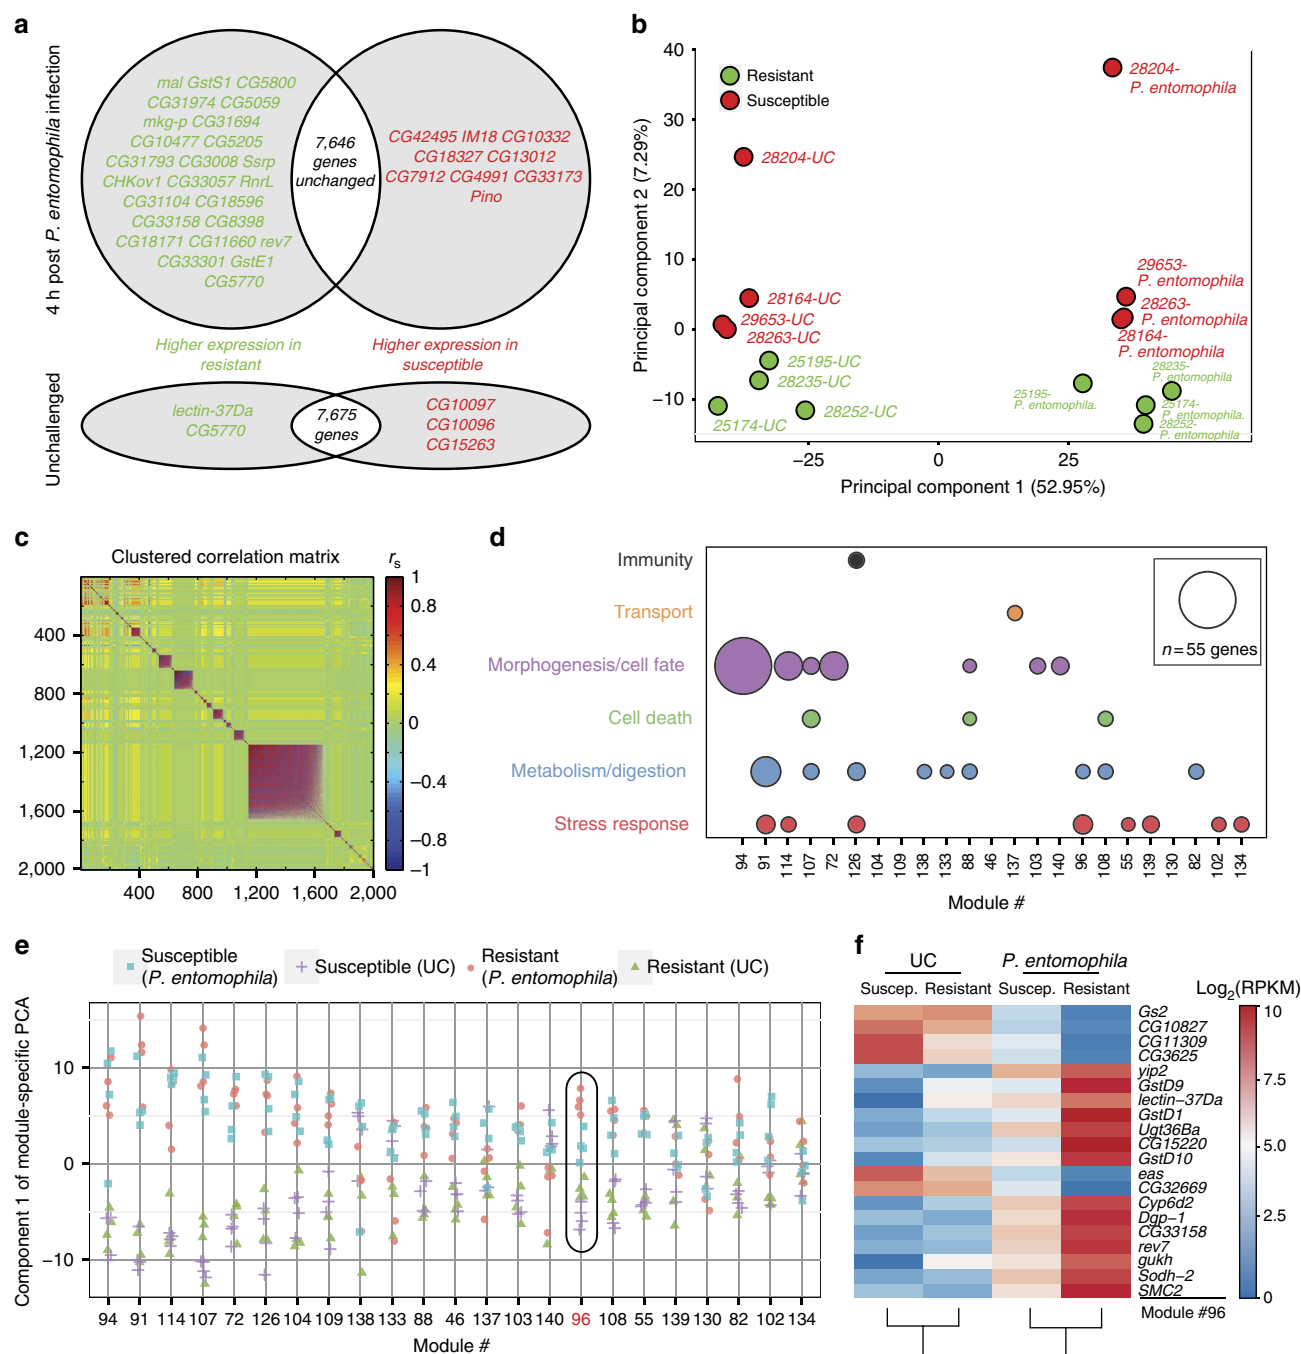 a
4 h post P. entomophila infection
mal GstS1 CG5800
CG31974 CG5059
mkg-p CG31694
CG10477 CG5205
CG31793 CG3008 Ssrp
CHKov1 CG33057 RnrL
CG31104 CG18596
CG33158 CG8398
CG18171 CG11660 rev7
CG33301 GstE1
CG5770
7,646
genes
unchanged
CG42495 IM18 CG10332
CG18327 CG13012
CG7912 CG4991 CG33173
Pino
Higher expression in
resistant
Higher expression in
susceptible
Unchallenged
lectin-37Da
CG5770
7,675
genes
CG10097
CG10096
CG15263
b
Principal component 2 (7.29%)
40
30
20
10
0
−10
Resistant
Susceptible
28204-
P. entomophila
28204-UC
28164-UC
29653-UC
28263-UC
25195-UC
28235-UC
25174-UC
28252-UC
29653-
P. entomophila
28263-
P. entomophila
28164-
P. entomophila
28235-
P. entomophila
25195-
P. entomophila.
25174-
P. entomophila.
28252-
P. entomophila
−25
0
25
Principal component 1 (52.95%)
c
Clustered correlation matrix
rs
400
800
1,200
1,600
2,000
400
800
1,200
2,000
1
0.8
0.4
0
−0.4
−0.8
−1
d
Immunity
Transport
Morphogenesis/cell fate
Cell death
Metabolism/digestion
Stress response
n = 55 genes
94 91 114 107 72 126 104 109 138 133 88 46 137 103 140 96 108 55 139 130 82 102 134
Module #
e
Susceptible
(P. entomophila)
Susceptible (UC)
Resistant
(P. entomophila)
Resistant (UC)
Component 1 of module-specific PCA
10
0
−10
94 91 114 107 72 126 104 109 138 133 88 46 137 103 140 96 108 55 139 130 82 102 134
Module #
f
UC
P. entomophila
Suscep. Resistant Suscep. Resistant
Log2(RPKM)
Gs2
CG10827
CG11309
CG3625
yip2
GstD9
lectin−37Da
GstD1
Ugt36Ba
CG15220
GstD10
eas
CG32669
Cyp6d2
Dgp−1
CG33158
rev7
gukh
Sodh−2
SMC2
Module #96
10
7.5
5.0
2.5
0